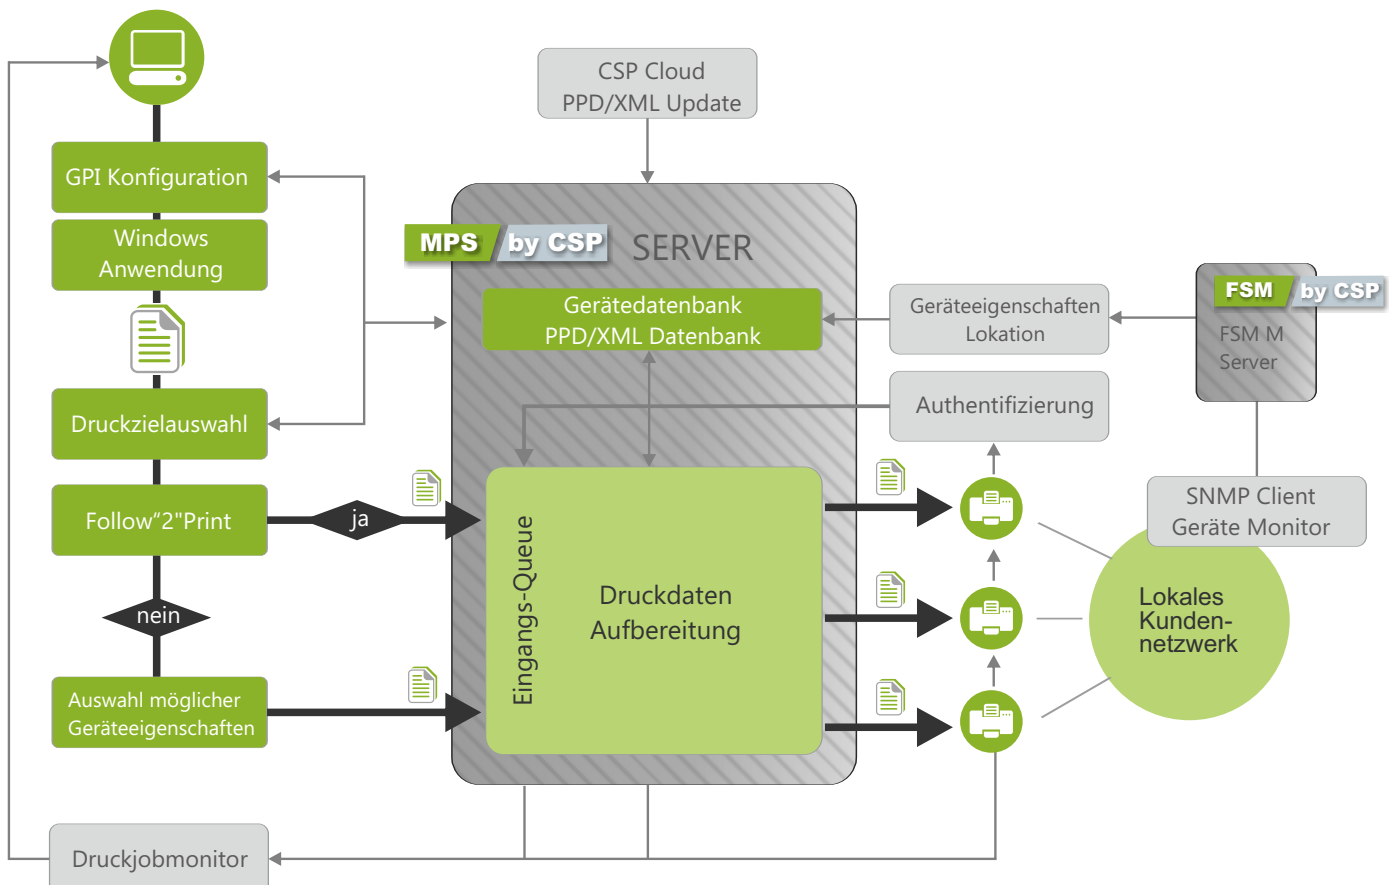 CSP Cloud
PPD/XML Update
GPI Konfiguration
Windows
Anwendung
Druckzielauswahl
Follow“2"Print
ja
nein
Auswahl möglicher
Geräteeigenschaften
Druckjobmonitor
MPS by CSP SERVER
Gerätedatenbank
PPD/XML Datenbank
Eingangs-Queue
Druckdaten
Aufbereitung
Geräteeigenschaften
Lokation
Authentifizierung
FSM by CSP
FSM M
Server
SNMP Client
Geräte Monitor
Lokales
Kunden-
netzwerk